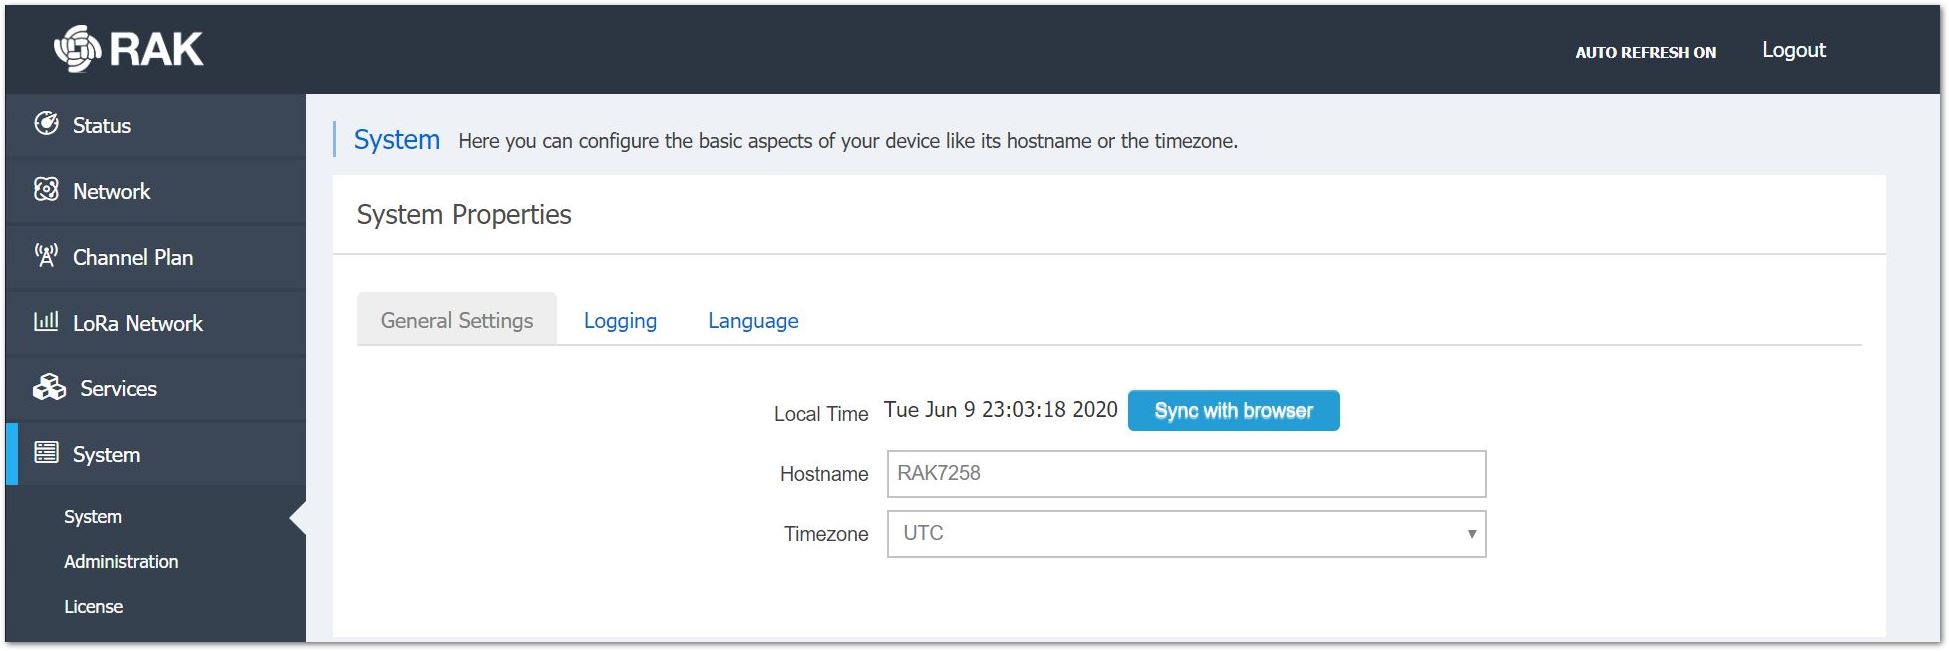 RAK
AUTO REFRESH ON
Logout
Status
Network
Channel Plan
LoRa Network
Services
System
System
Administration
License
System Here you can configure the basic aspects of your device like its hostname or the timezone.
System Properties
General Settings Logging Language
Local Time Tue Jun 9 23:03:18 2020 Sync with browser
Hostname RAK7258
Timezone UTC